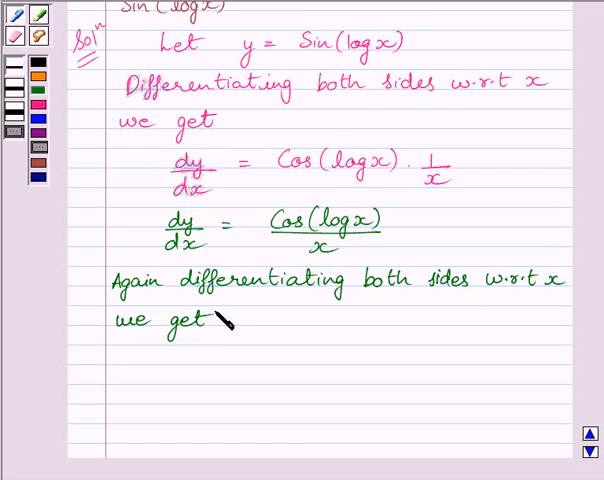 Sin (log x)
Solⁿ Let y = Sin (log x)
Differentiating both sides w.r.t x
we get
dy/dx = Cos (log x) . 1/x
dy/dx = Cos (log x)/x
Again differentiating both sides w.r.t x
we get